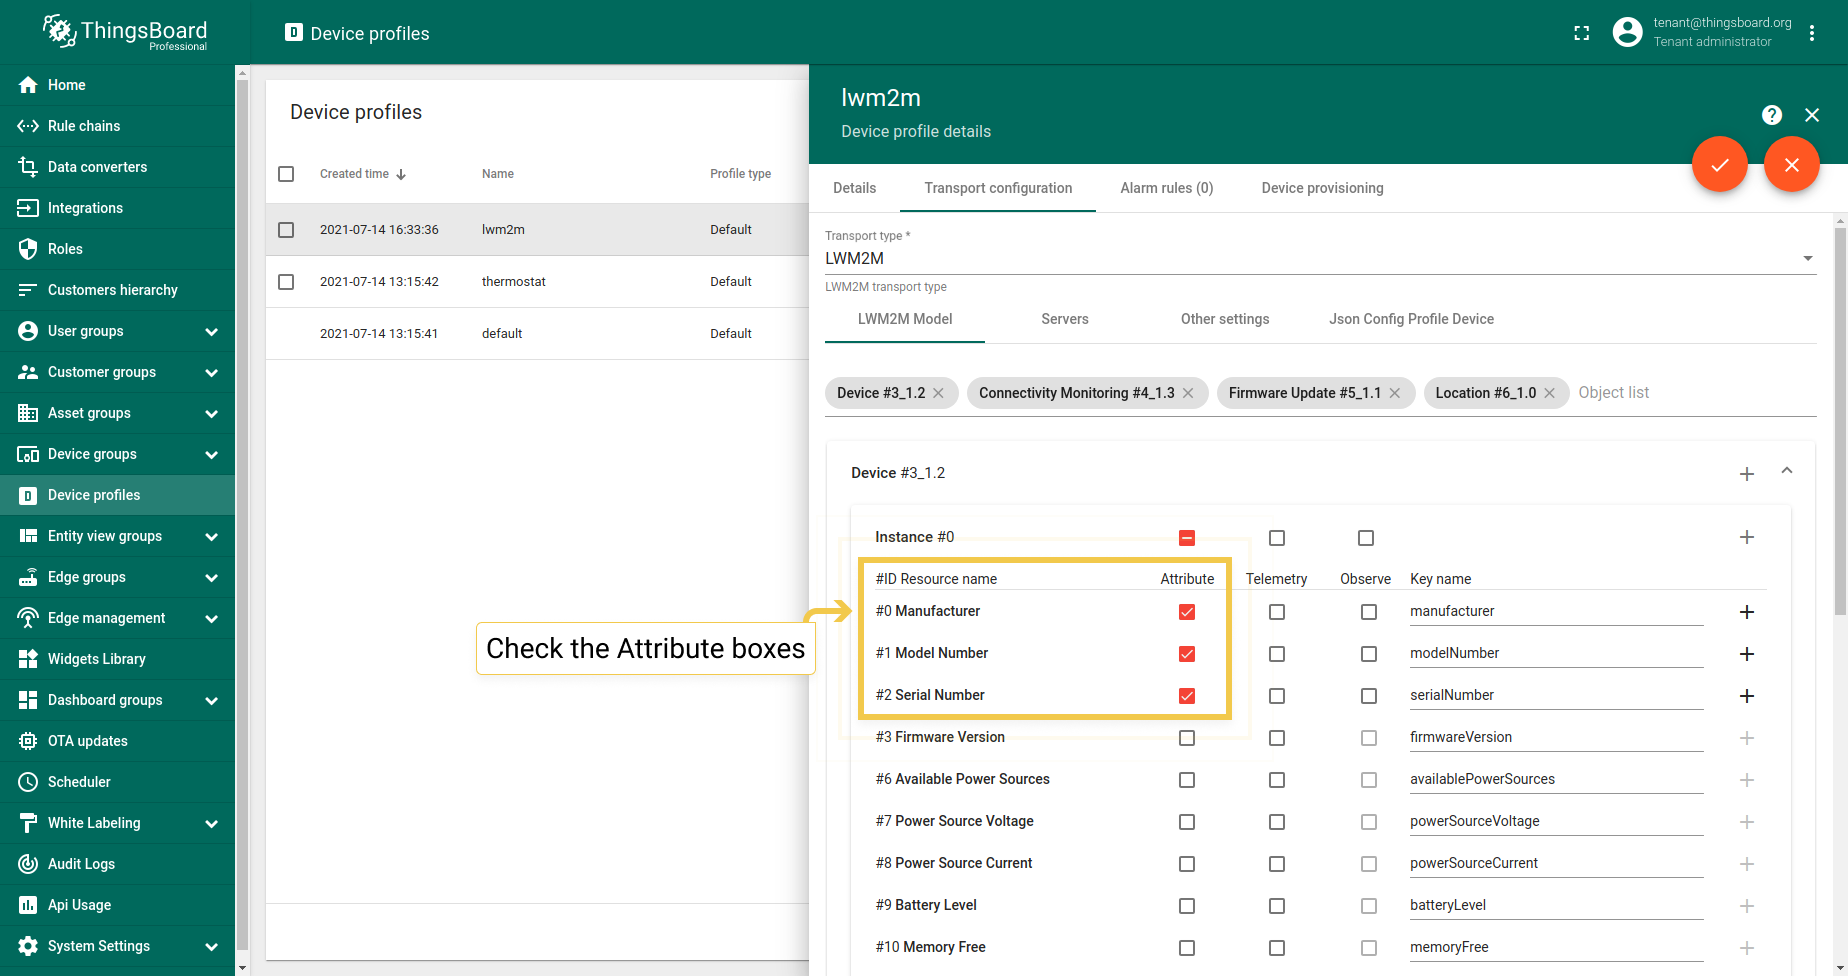 ThingsBoard
Professional
Device profiles
tenant@thingsboard.org
Tenant administrator
Home
Rule chains
Data converters
Integrations
Roles
Customers hierarchy
User groups
Customer groups
Asset groups
Device groups
Device profiles
Entity view groups
Edge groups
Edge management
Widgets Library
Dashboard groups
OTA updates
Scheduler
White Labeling
Audit Logs
Api Usage
System Settings
Device profiles
Created time Name Profile type
2021-07-14 16:33:36 lwm2m Default
2021-07-14 13:15:42 thermostat Default
2021-07-14 13:15:41 default Default
Check the Attribute boxes
lwm2m
Device profile details
Details Transport configuration Alarm rules (0) Device provisioning
Transport type *
LWM2M
LWM2M transport type
LWM2M Model Servers Other settings Json Config Profile Device
Device #3_1.2 Connectivity Monitoring #4_1.3 Firmware Update #5_1.1 Location #6_1.0 Object list
Device #3_1.2
Instance #0
#ID Resource name Attribute Telemetry Observe Key name
#0 Manufacturer manufacturer
#1 Model Number modelNumber
#2 Serial Number serialNumber
#3 Firmware Version firmwareVersion
#6 Available Power Sources availablePowerSources
#7 Power Source Voltage powerSourceVoltage
#8 Power Source Current powerSourceCurrent
#9 Battery Level batteryLevel
#10 Memory Free memoryFree